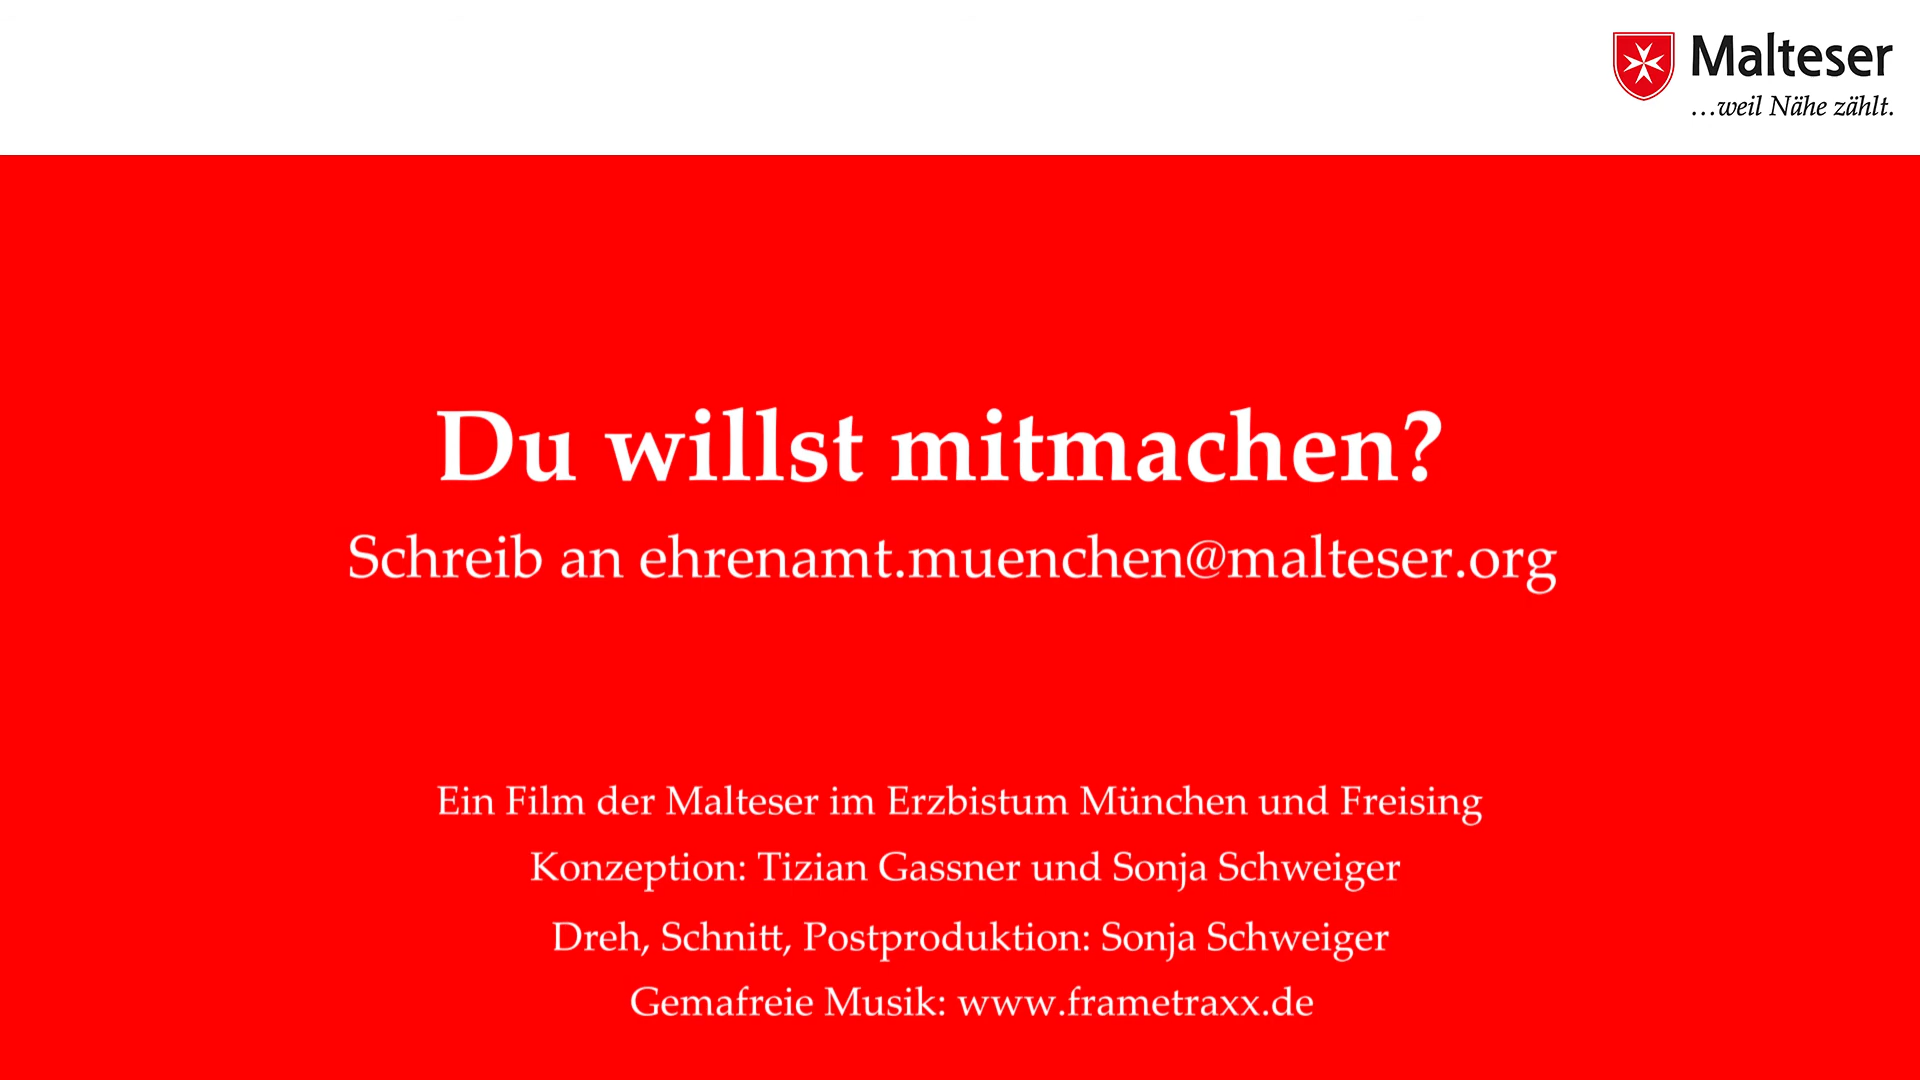 Malteser
...weil Nähe zählt.
Du willst mitmachen?
Schreib an ehrenamt.muenchen@malteser.org
Ein Film der Malteser im Erzbistum München und Freising
Konzeption: Tizian Gassner und Sonja Schweiger
Dreh, Schnitt, Postproduktion: Sonja Schweiger
Gemafreie Musik: www.frametraxx.de